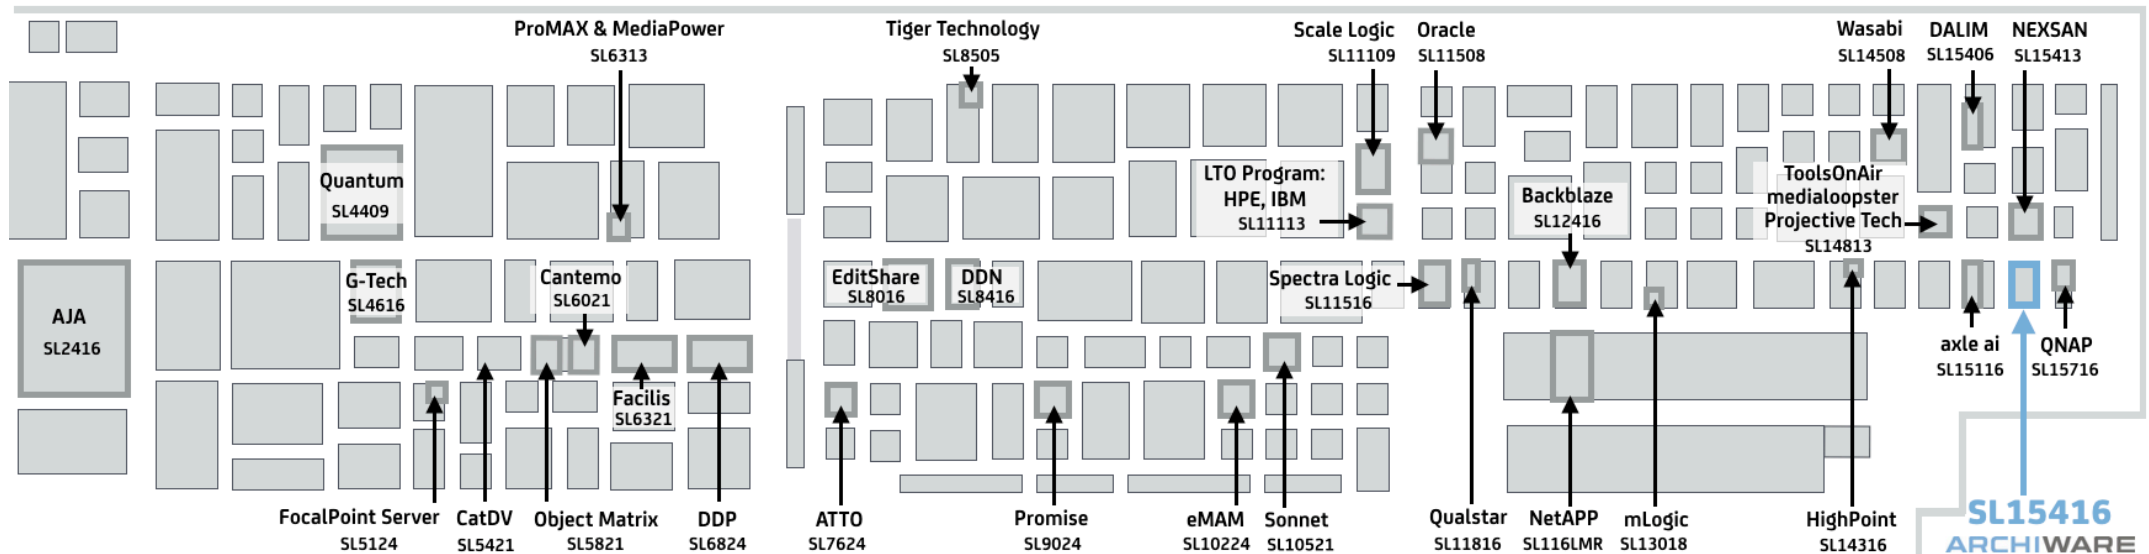 ProMAX & MediaPower
SL6313
Tiger Technology
SL8505
Scale Logic
SL11109
Oracle
SL11508
Wasabi
SL14508
DALIM
SL15406
NEXSAN
SL15413
Quantum
SL4409
LTO Program:
HPE, IBM
SL11113
Backblaze
SL12416
ToolsOnAir
medialoopster
Projective Tech
SL14813
AJA
SL2416
G-Tech
SL4616
Cantemo
SL6021
EditShare
SL8016
DDN
SL8416
Spectra Logic
SL11516
axle ai
SL15116
QNAP
SL15716
Facilis
SL6321
FocalPoint Server
SL5124
CatDV
SL5421
Object Matrix
SL5821
DDP
SL6824
ATTO
SL7624
Promise
SL9024
eMAM
SL10224
Sonnet
SL10521
Qualstar
SL11816
NetAPP
SL116LMR
mLogic
SL13018
HighPoint
SL14316
SL15416
ARCHIWARE